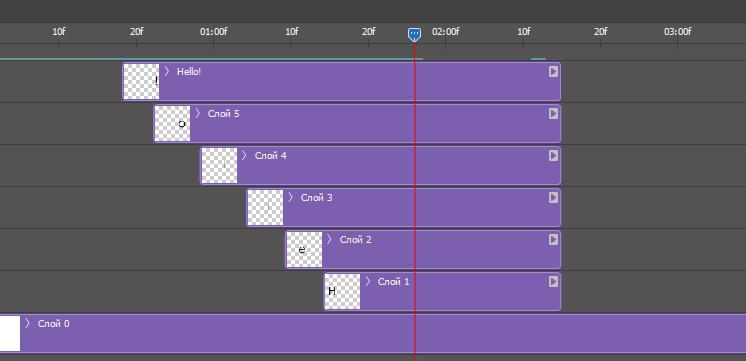 10f 20f 01:00f 10f 20f 02:00f 10f 20f 03:00f
! Hello!
o Слой 5
l Слой 4
l Слой 3
e Слой 2
H Слой 1
Слой 0